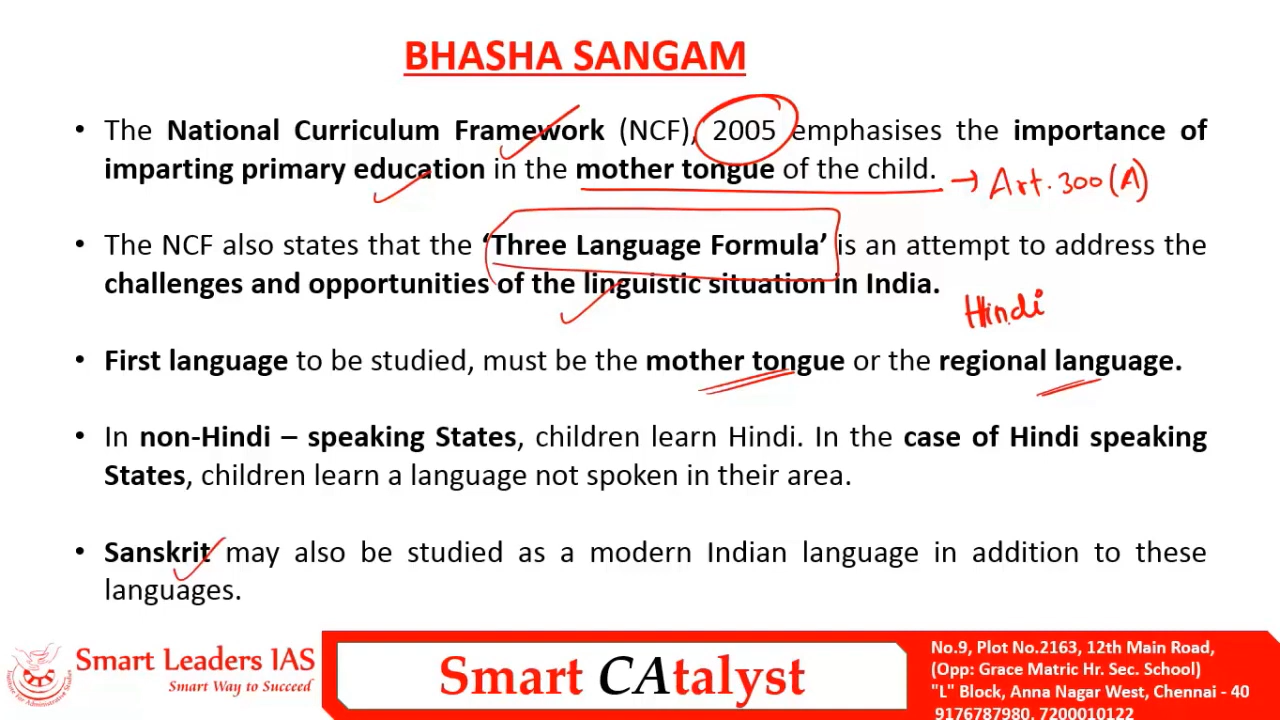 BHASHA SANGAM
• The National Curriculum Framework (NCF), 2005 emphasises the importance of
imparting primary education in the mother tongue of the child.
→ Art. 300 (A)
• The NCF also states that the ‘Three Language Formula’ is an attempt to address the
challenges and opportunities of the linguistic situation in India.
Hindi
• First language to be studied, must be the mother tongue or the regional language.
• In non-Hindi – speaking States, children learn Hindi. In the case of Hindi speaking
States, children learn a language not spoken in their area.
• Sanskrit may also be studied as a modern Indian language in addition to these
languages.
Smart Leaders IAS
Smart Way to Succeed
Smart CAtalyst
No.9, Plot No.2163, 12th Main Road,
(Opp: Grace Matric Hr. Sec. School)
"L" Block, Anna Nagar West, Chennai - 40
9176787980, 7200010122